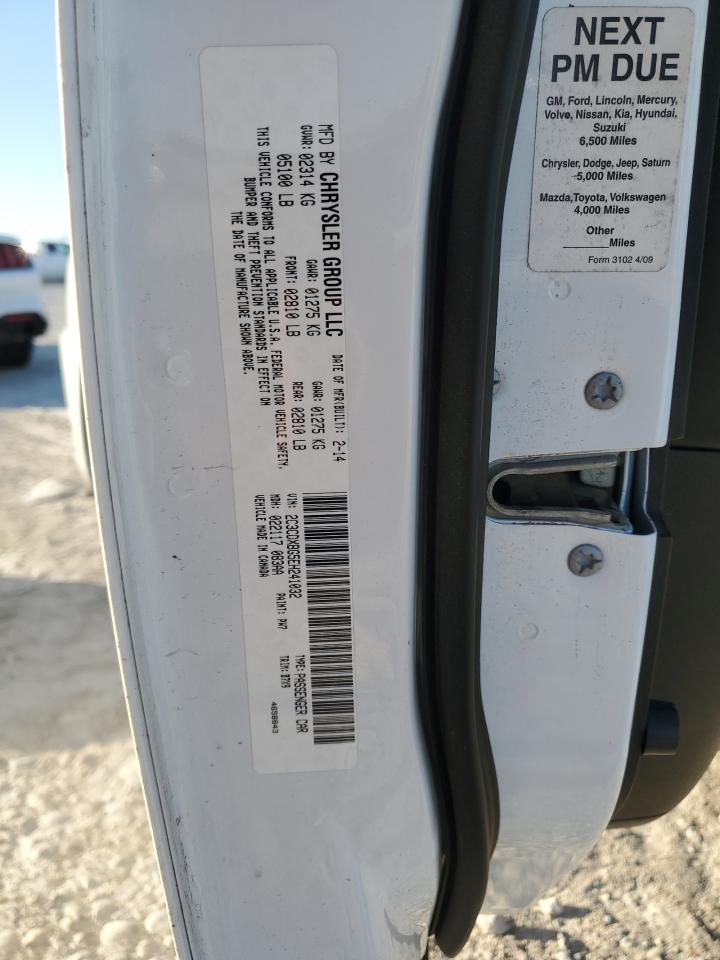 MFD BY CHRYSLER GROUP LLC
DATE OF MFR(BUILT): 2-14
GVWR: 02314 KG
GAWR: 01275 KG
GAWR: 01275 KG
05100 LB
FRONT: 02810 LB
REAR: 02810 LB
THIS VEHICLE CONFORMS TO ALL APPLICABLE U.S.A. FEDERAL MOTOR VEHICLE SAFETY,
BUMPER AND THEFT PREVENTION STANDARDS IN EFFECT ON
THE DATE OF MANUFACTURE SHOWN ABOVE.
VIN: 2C3CDXBG5EH241032
TYPE: PASSENGER CAR
MDH: 022117 083AA
PAINT: PW7
TRIM: B7X9
VEHICLE MADE IN CANADA
4658843
NEXT
PM DUE
GM, Ford, Lincoln, Mercury,
Volvo, Nissan, Kia, Hyundai,
Suzuki
6,500 Miles
Chrysler, Dodge, Jeep, Saturn
5,000 Miles
Mazda, Toyota, Volkswagen
4,000 Miles
Other
______Miles
Form 3102 4/09